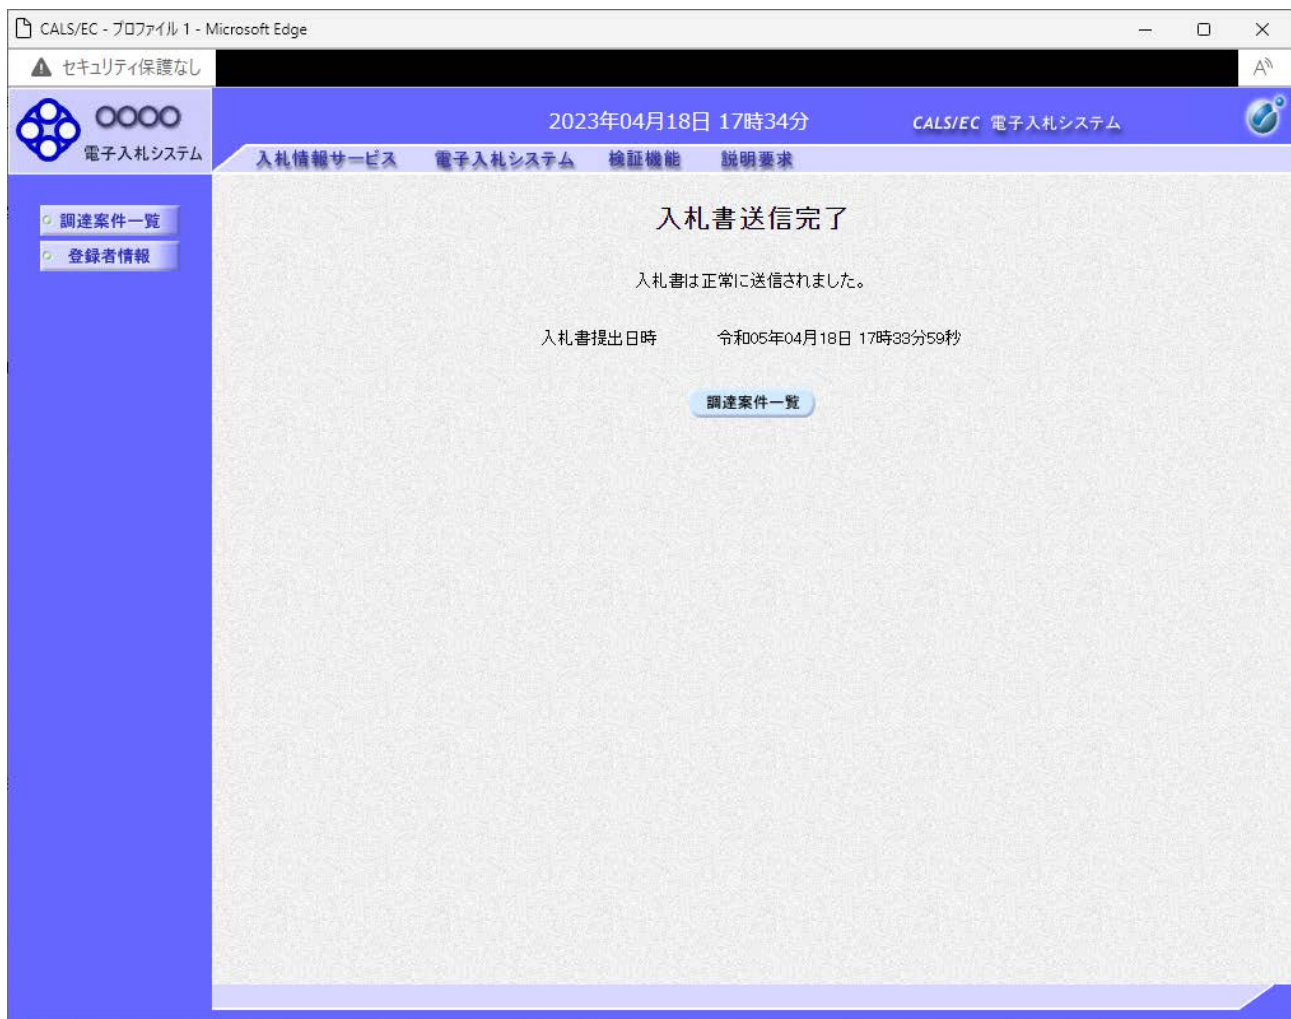 CALS/EC - プロファイル 1 - Microsoft Edge
セキュリティ保護なし
〇〇〇〇
電子入札システム
2023年04月18日 17時34分
CALS/EC 電子入札システム
入札情報サービス 電子入札システム 検証機能 説明要求
調達案件一覧
登録者情報
入札書送信完了
入札書は正常に送信されました。
入札書提出日時 令和05年04月18日 17時33分59秒
調達案件一覧